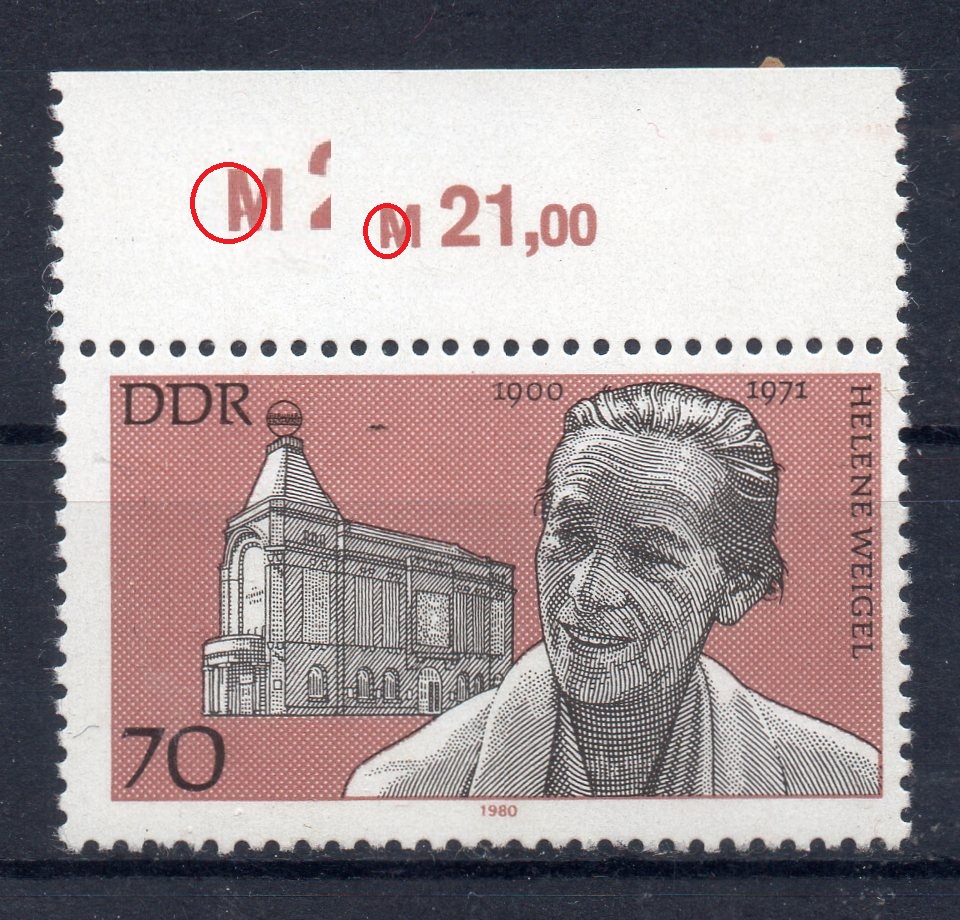 M 2
M 21,00
DDR 1900 1971
HELENE WEIGEL
70
1980